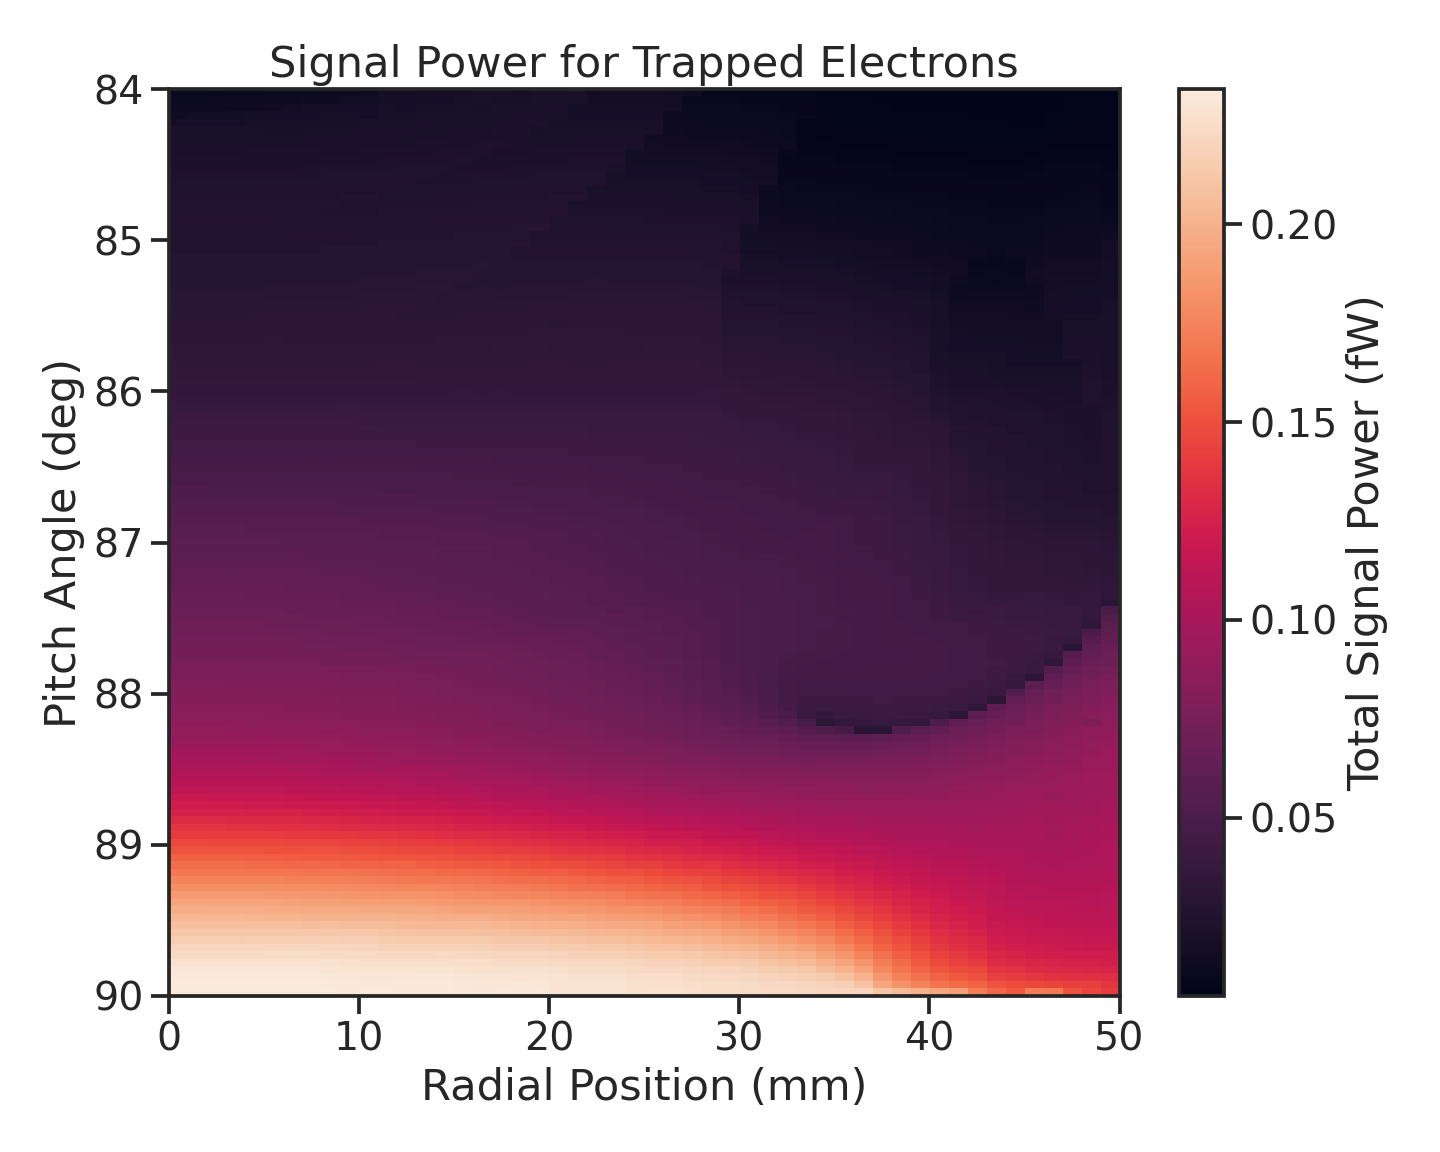 Signal Power for Trapped Electrons
84
85
86
87
88
89
90
Pitch Angle (deg)
0 10 20 30 40 50
Radial Position (mm)
0.20
0.15
0.10
0.05
Total Signal Power (fW)